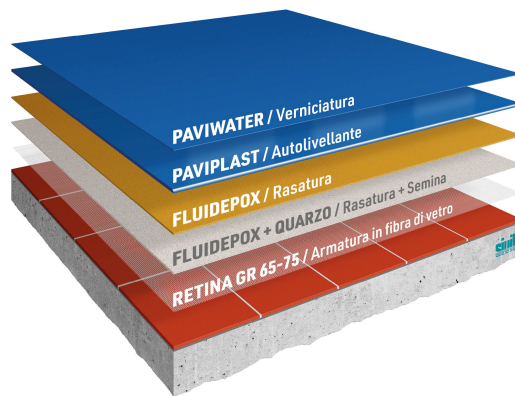 PAVIWATER / Verniciatura
PAVIPLAST / Autolivellante
FLUIDEPOX / Rasatura
FLUIDEPOX + QUARZO / Rasatura + Semina
RETINA GR 65-75 / Armatura in fibra di vetro